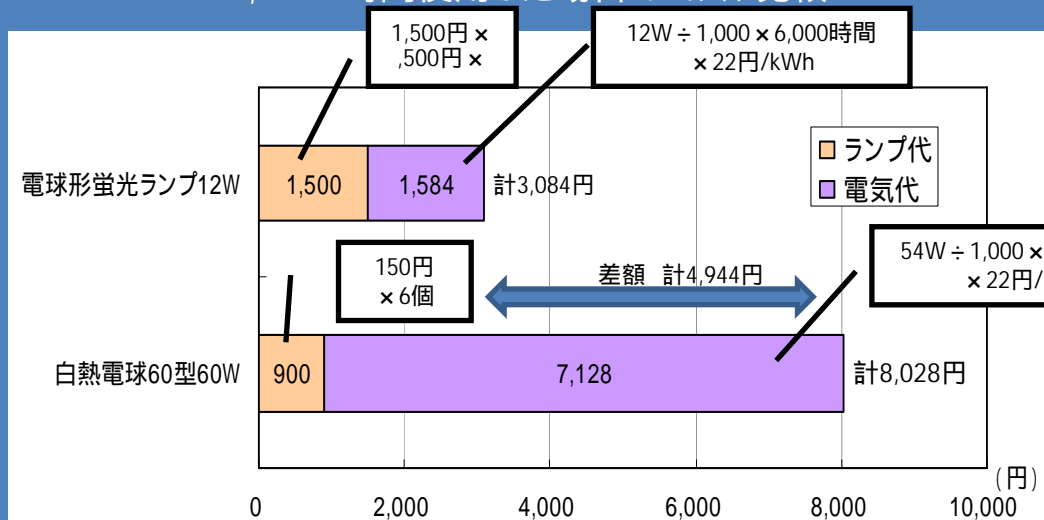 1,500円 ×
,500円 ×
12W ÷ 1,000 × 6,000時間
× 22円/kWh
ランプ代
電気代
電球形蛍光ランプ12W
1,500
1,584
計3,084円
150円
× 6個
差額 計4,944円
54W ÷ 1,000 ×
× 22円/
白熱電球60型60W
900
7,128
計8,028円
(円)
0
2,000
4,000
6,000
8,000
10,000